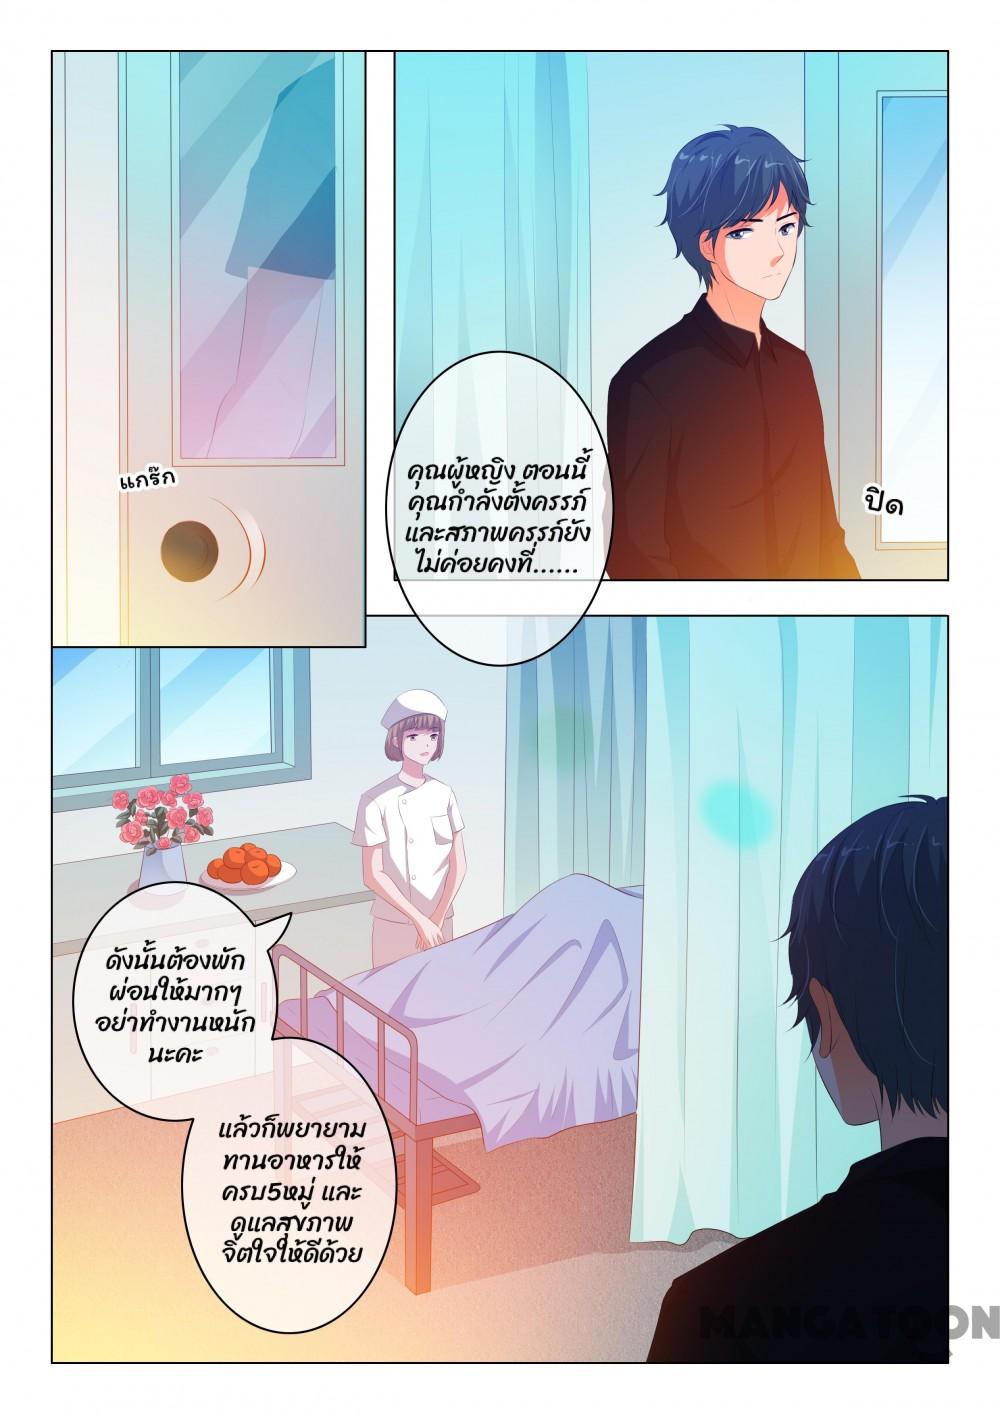 แกร๊ก
คุณผู้หญิง ตอนนี้
คุณกำลังตั้งครรภ์
และสภาพครรภ์ยัง
ไม่ค่อยคงที่......
ปิด
ดังนั้นต้องพัก
ผ่อนให้มากๆ
อย่าทำงานหนัก
นะคะ
แล้วก็พยายาม
ทานอาหารให้
ครบ5หมู่ และ
ดูแลสุขภาพ
จิตใจให้ดีด้วย
MANGATOON